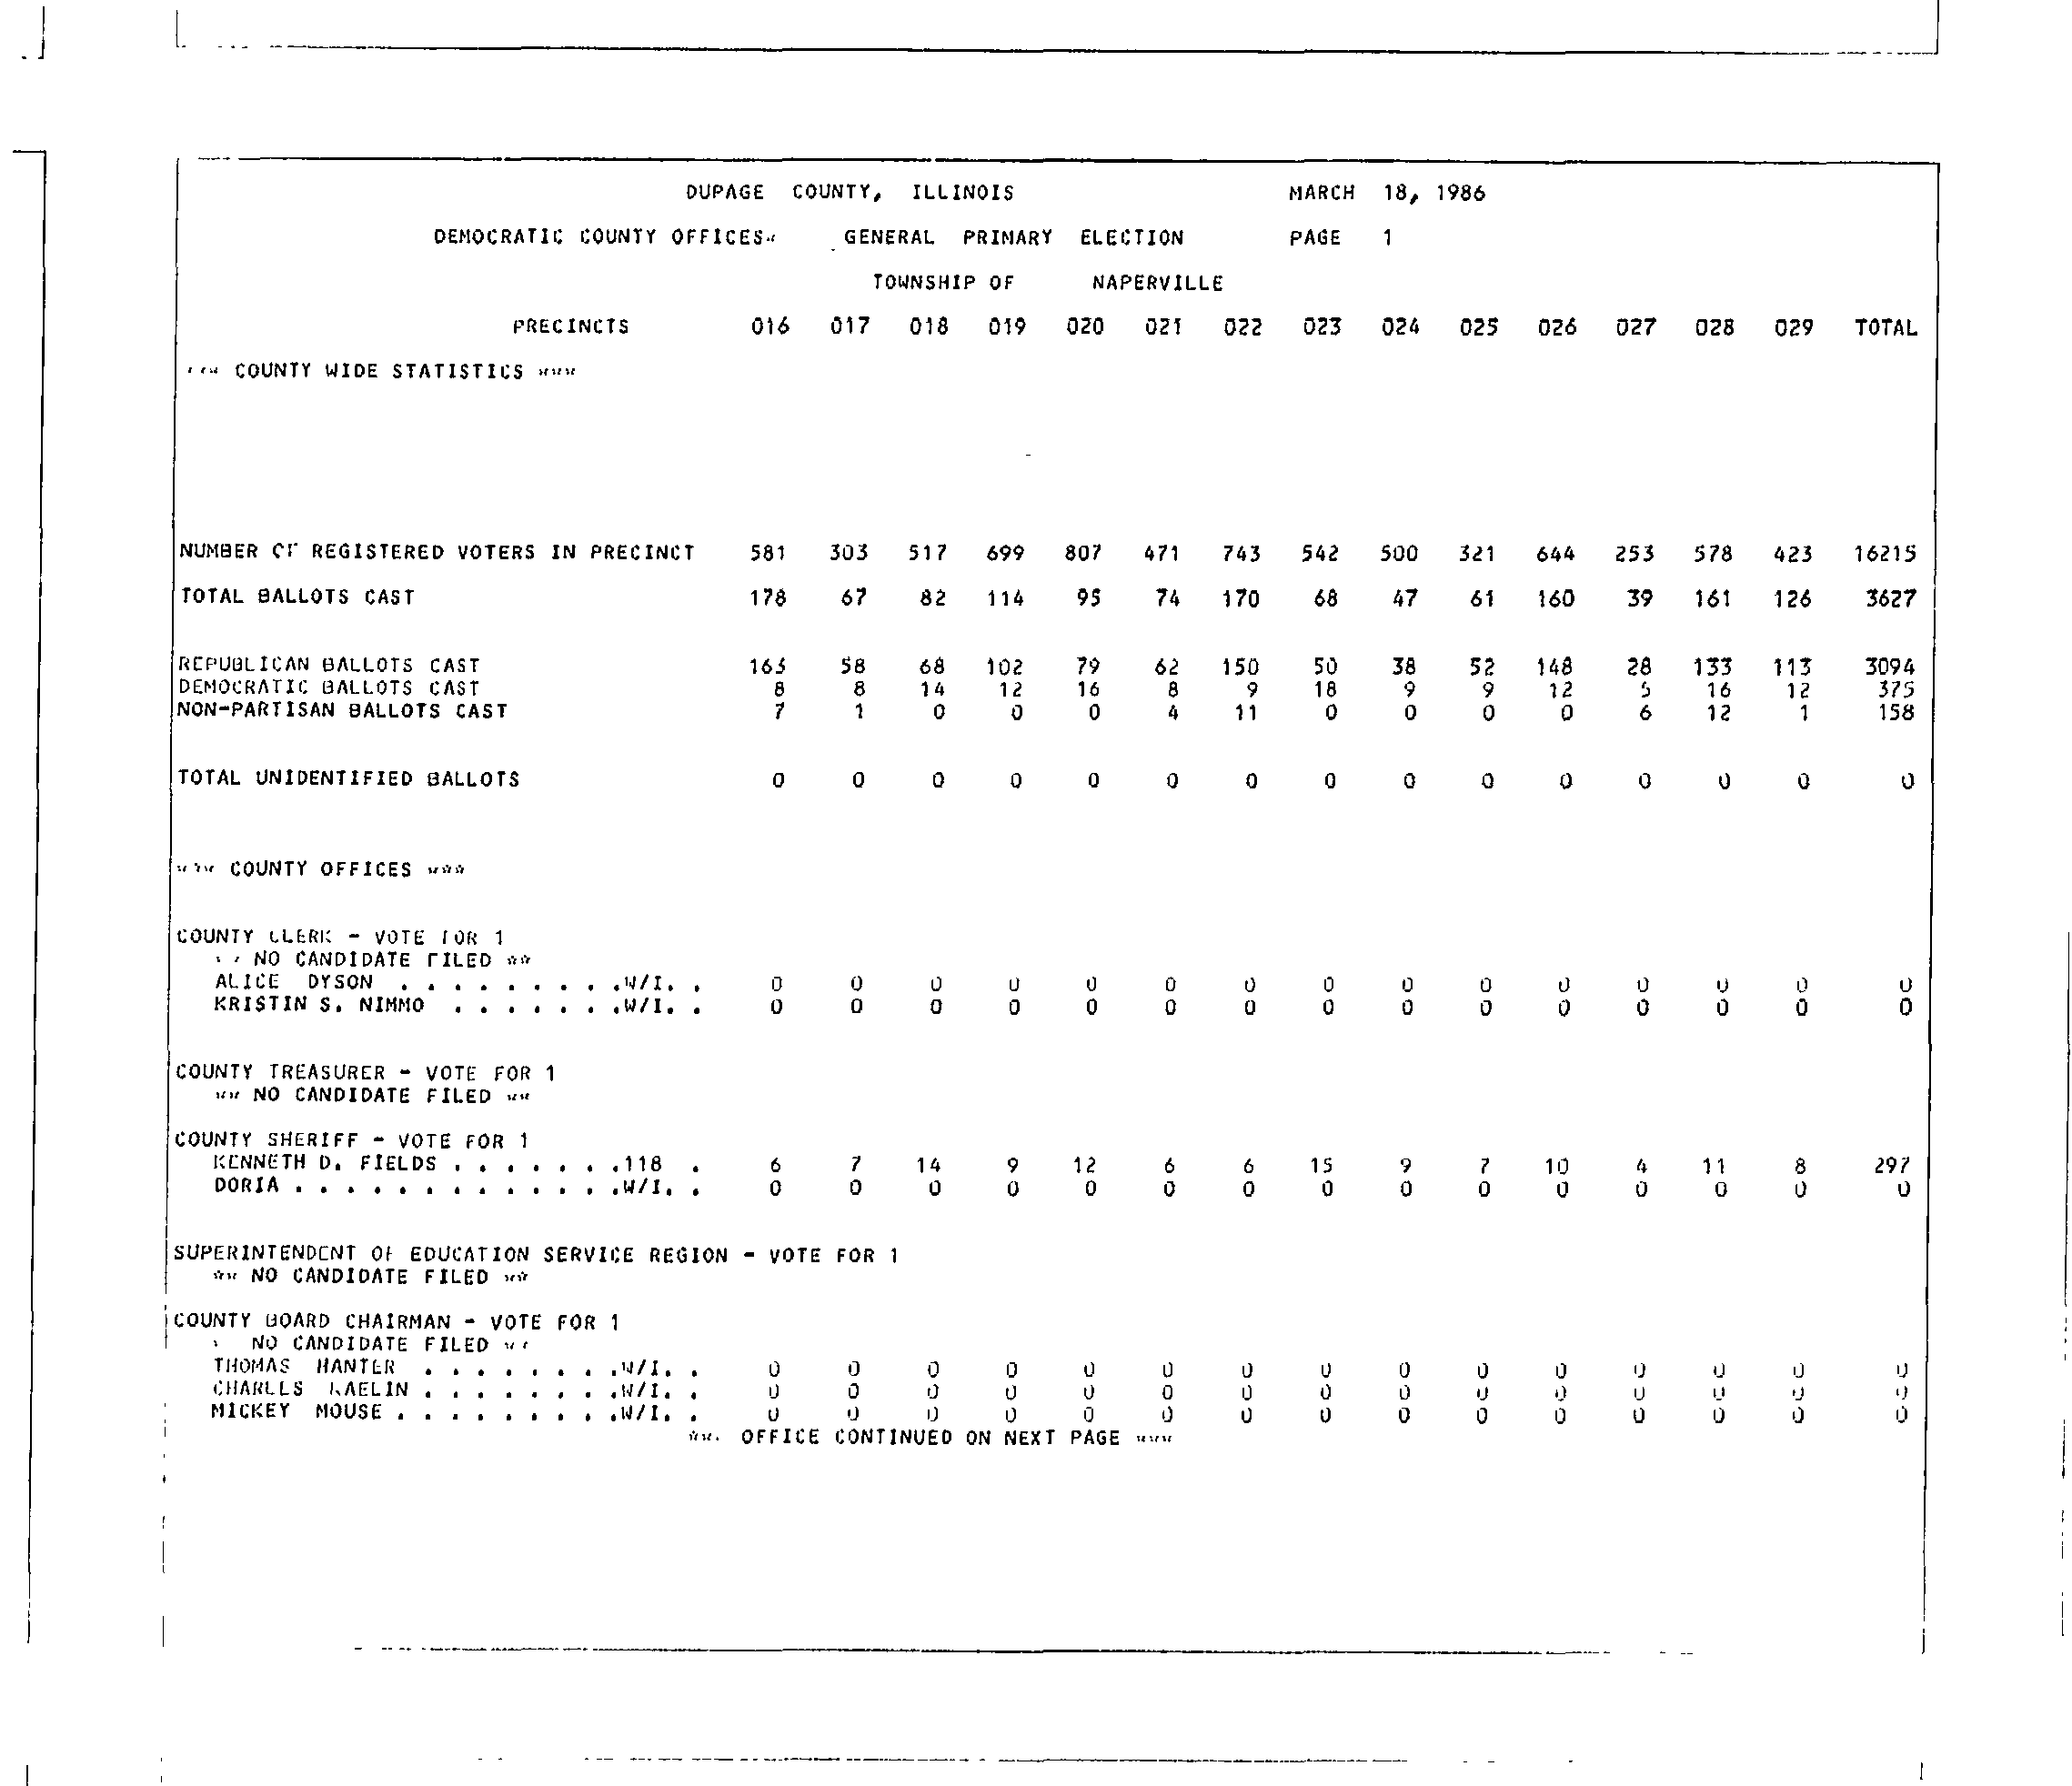 DUPAGE COUNTY, ILLINOIS MARCH 18, 1986
DEMOCRATIC COUNTY OFFICES* GENERAL PRIMARY ELECTION PAGE 1
TOWNSHIP OF NAPERVILLE
PRECINCTS 016 017 018 019 020 021 022 023 024 025 026 027 028 029 TOTAL
*** COUNTY WIDE STATISTICS ***
NUMBER OF REGISTERED VOTERS IN PRECINCT 581 303 517 699 807 471 743 542 500 321 644 253 578 423 16215
TOTAL BALLOTS CAST 178 67 82 114 95 74 170 68 47 61 160 39 161 126 3627
REPUBLICAN BALLOTS CAST 163 58 68 102 79 62 150 50 38 52 148 28 133 113 3094
DEMOCRATIC BALLOTS CAST 8 8 14 12 16 8 9 18 9 9 12 5 16 12 375
NON-PARTISAN BALLOTS CAST 7 1 0 0 0 4 11 0 0 0 0 6 12 1 158
TOTAL UNIDENTIFIED BALLOTS 0 0 0 0 0 0 0 0 0 0 0 0 0 0 0
*** COUNTY OFFICES ***
COUNTY CLERK - VOTE FOR 1
** NO CANDIDATE FILED **
ALICE DYSON . . . . . . . . .W/I. . 0 0 0 0 0 0 0 0 0 0 0 0 0 0 0
KRISTIN S. NIMMO . . . . . . .W/I. . 0 0 0 0 0 0 0 0 0 0 0 0 0 0 0
COUNTY TREASURER - VOTE FOR 1
** NO CANDIDATE FILED **
COUNTY SHERIFF - VOTE FOR 1
KENNETH D. FIELDS . . . . . . .118 . 6 7 14 9 12 6 6 15 9 7 10 4 11 8 297
DORIA . . . . . . . . . . . . .W/I. . 0 0 0 0 0 0 0 0 0 0 0 0 0 0 0
SUPERINTENDENT OF EDUCATION SERVICE REGION - VOTE FOR 1
** NO CANDIDATE FILED **
COUNTY BOARD CHAIRMAN - VOTE FOR 1
NO CANDIDATE FILED **
THOMAS HANTER . . . . . . . .W/I. . 0 0 0 0 0 0 0 0 0 0 0 0 0 0 0
CHARLES KAELIN . . . . . . . .W/I. . 0 0 0 0 0 0 0 0 0 0 0 0 0 0 0
MICKEY MOUSE . . . . . . . . .W/I. . 0 0 0 0 0 0 0 0 0 0 0 0 0 0 0
*** OFFICE CONTINUED ON NEXT PAGE ***